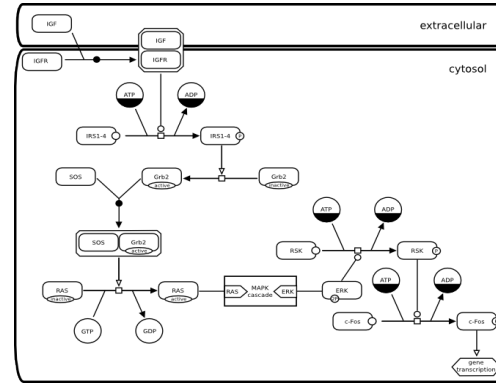 IGF
extracellular
IGF
IGFR
IGFR
cytosol
ATP
ADP
IRS1-4
IRS1-4
P
SOS
Grb2
active
Grb2
inactive
ATP
ADP
SOS
Grb2
active
RSK
RSK
P
ATP
ADP
RAS
inactive
RAS
active
RAS
MAPK
cascade
ERK
ERK
GTP
GDP
c-Fos
c-Fos
gene
transcription